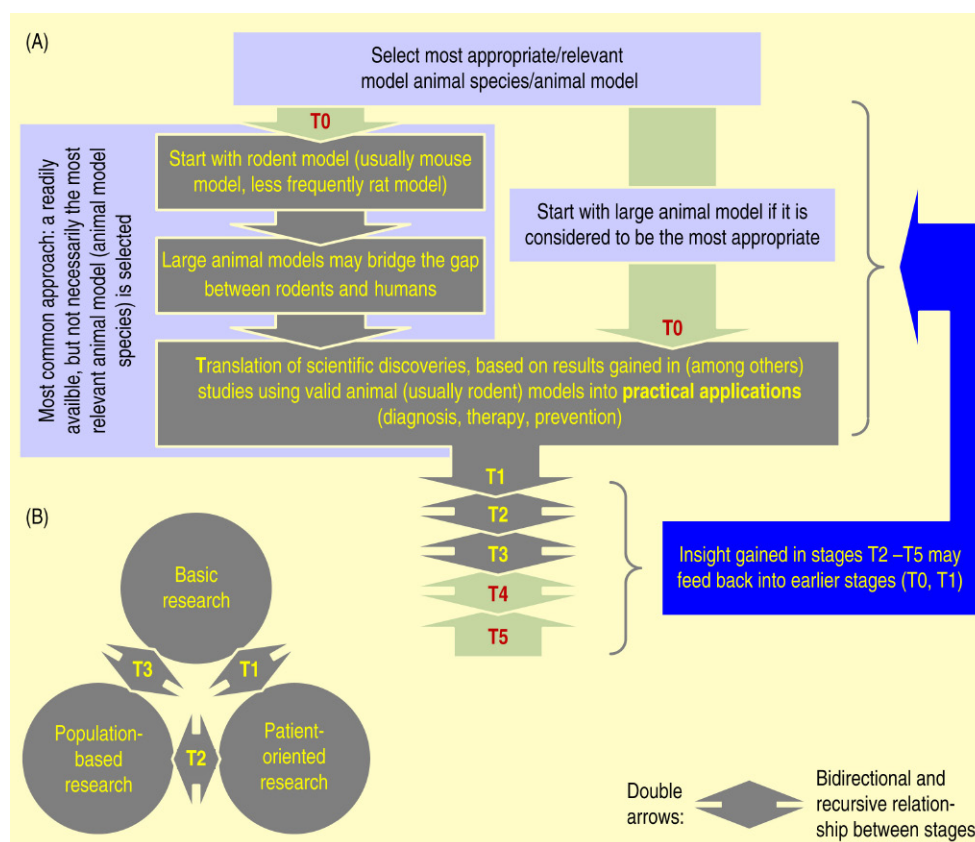 (A)
Select most appropriate/relevant
model animal species/animal model
T0
Most common approach: a readily
availble, but not necessarily the most
relevant animal model (animal model
species) is selected
Start with rodent model (usually mouse
model, less frequently rat model)
Large animal models may bridge the gap
between rodents and humans
Start with large animal model if it is
considered to be the most appropriate
T0
Translation of scientific discoveries, based on results gained in (among others)
studies using valid animal (usually rodent) models into practical applications
(diagnosis, therapy, prevention)
T1
T2
T3
T4
T5
Insight gained in stages T2 –T5 may
feed back into earlier stages (T0, T1)
(B)
Basic
research
T3
T1
Population-
based
research
T2
Patient-
oriented
research
Double
arrows:
Bidirectional and
recursive relation-
ship between stages